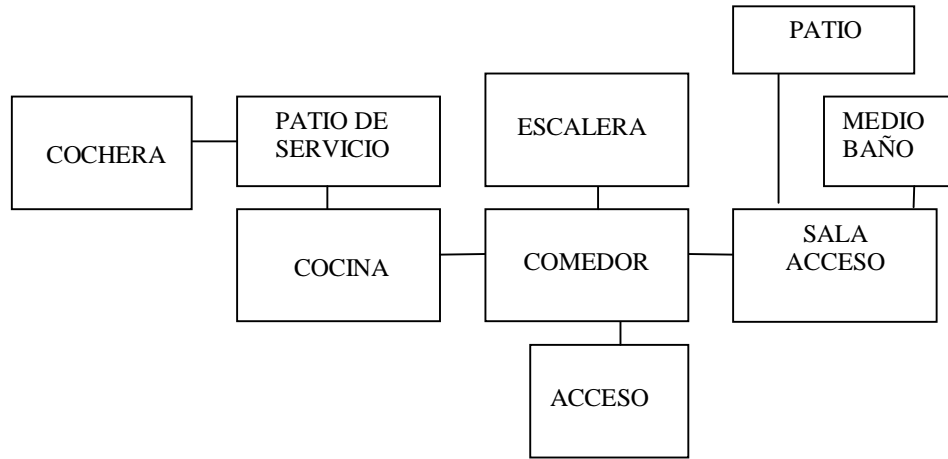 PATIO
COCHERA
PATIO DE
SERVICIO
ESCALERA
MEDIO
BAÑO
COCINA
COMEDOR
SALA
ACCESO
ACCESO